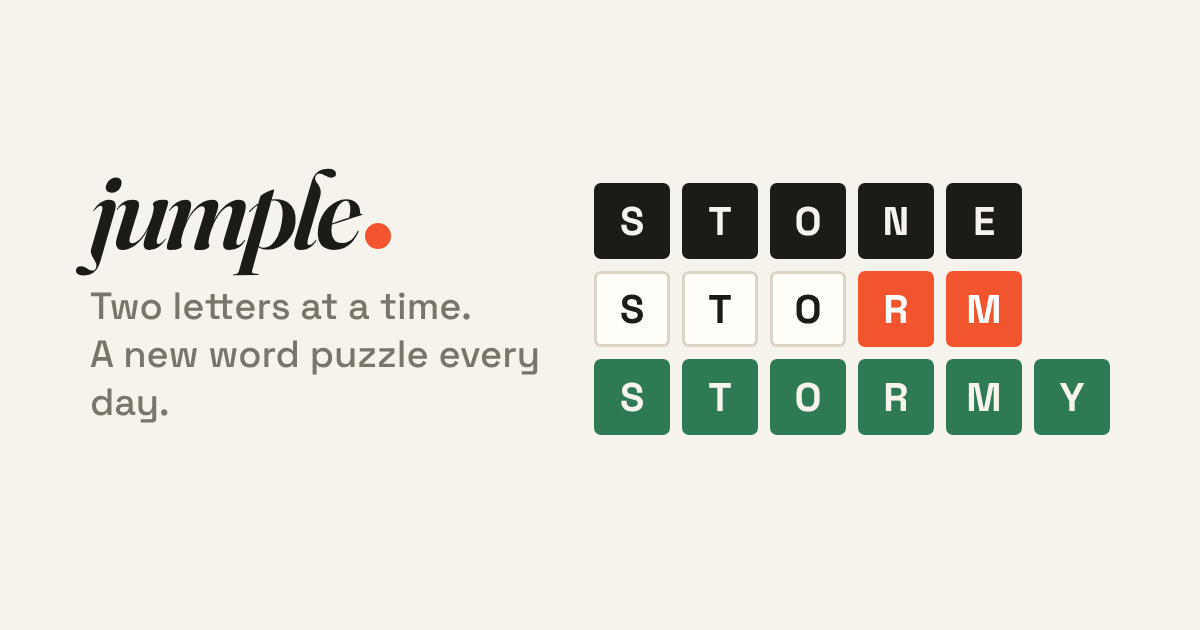 jumple.
Two letters at a time.
A new word puzzle every
day.
STONE
STORM
STORMY